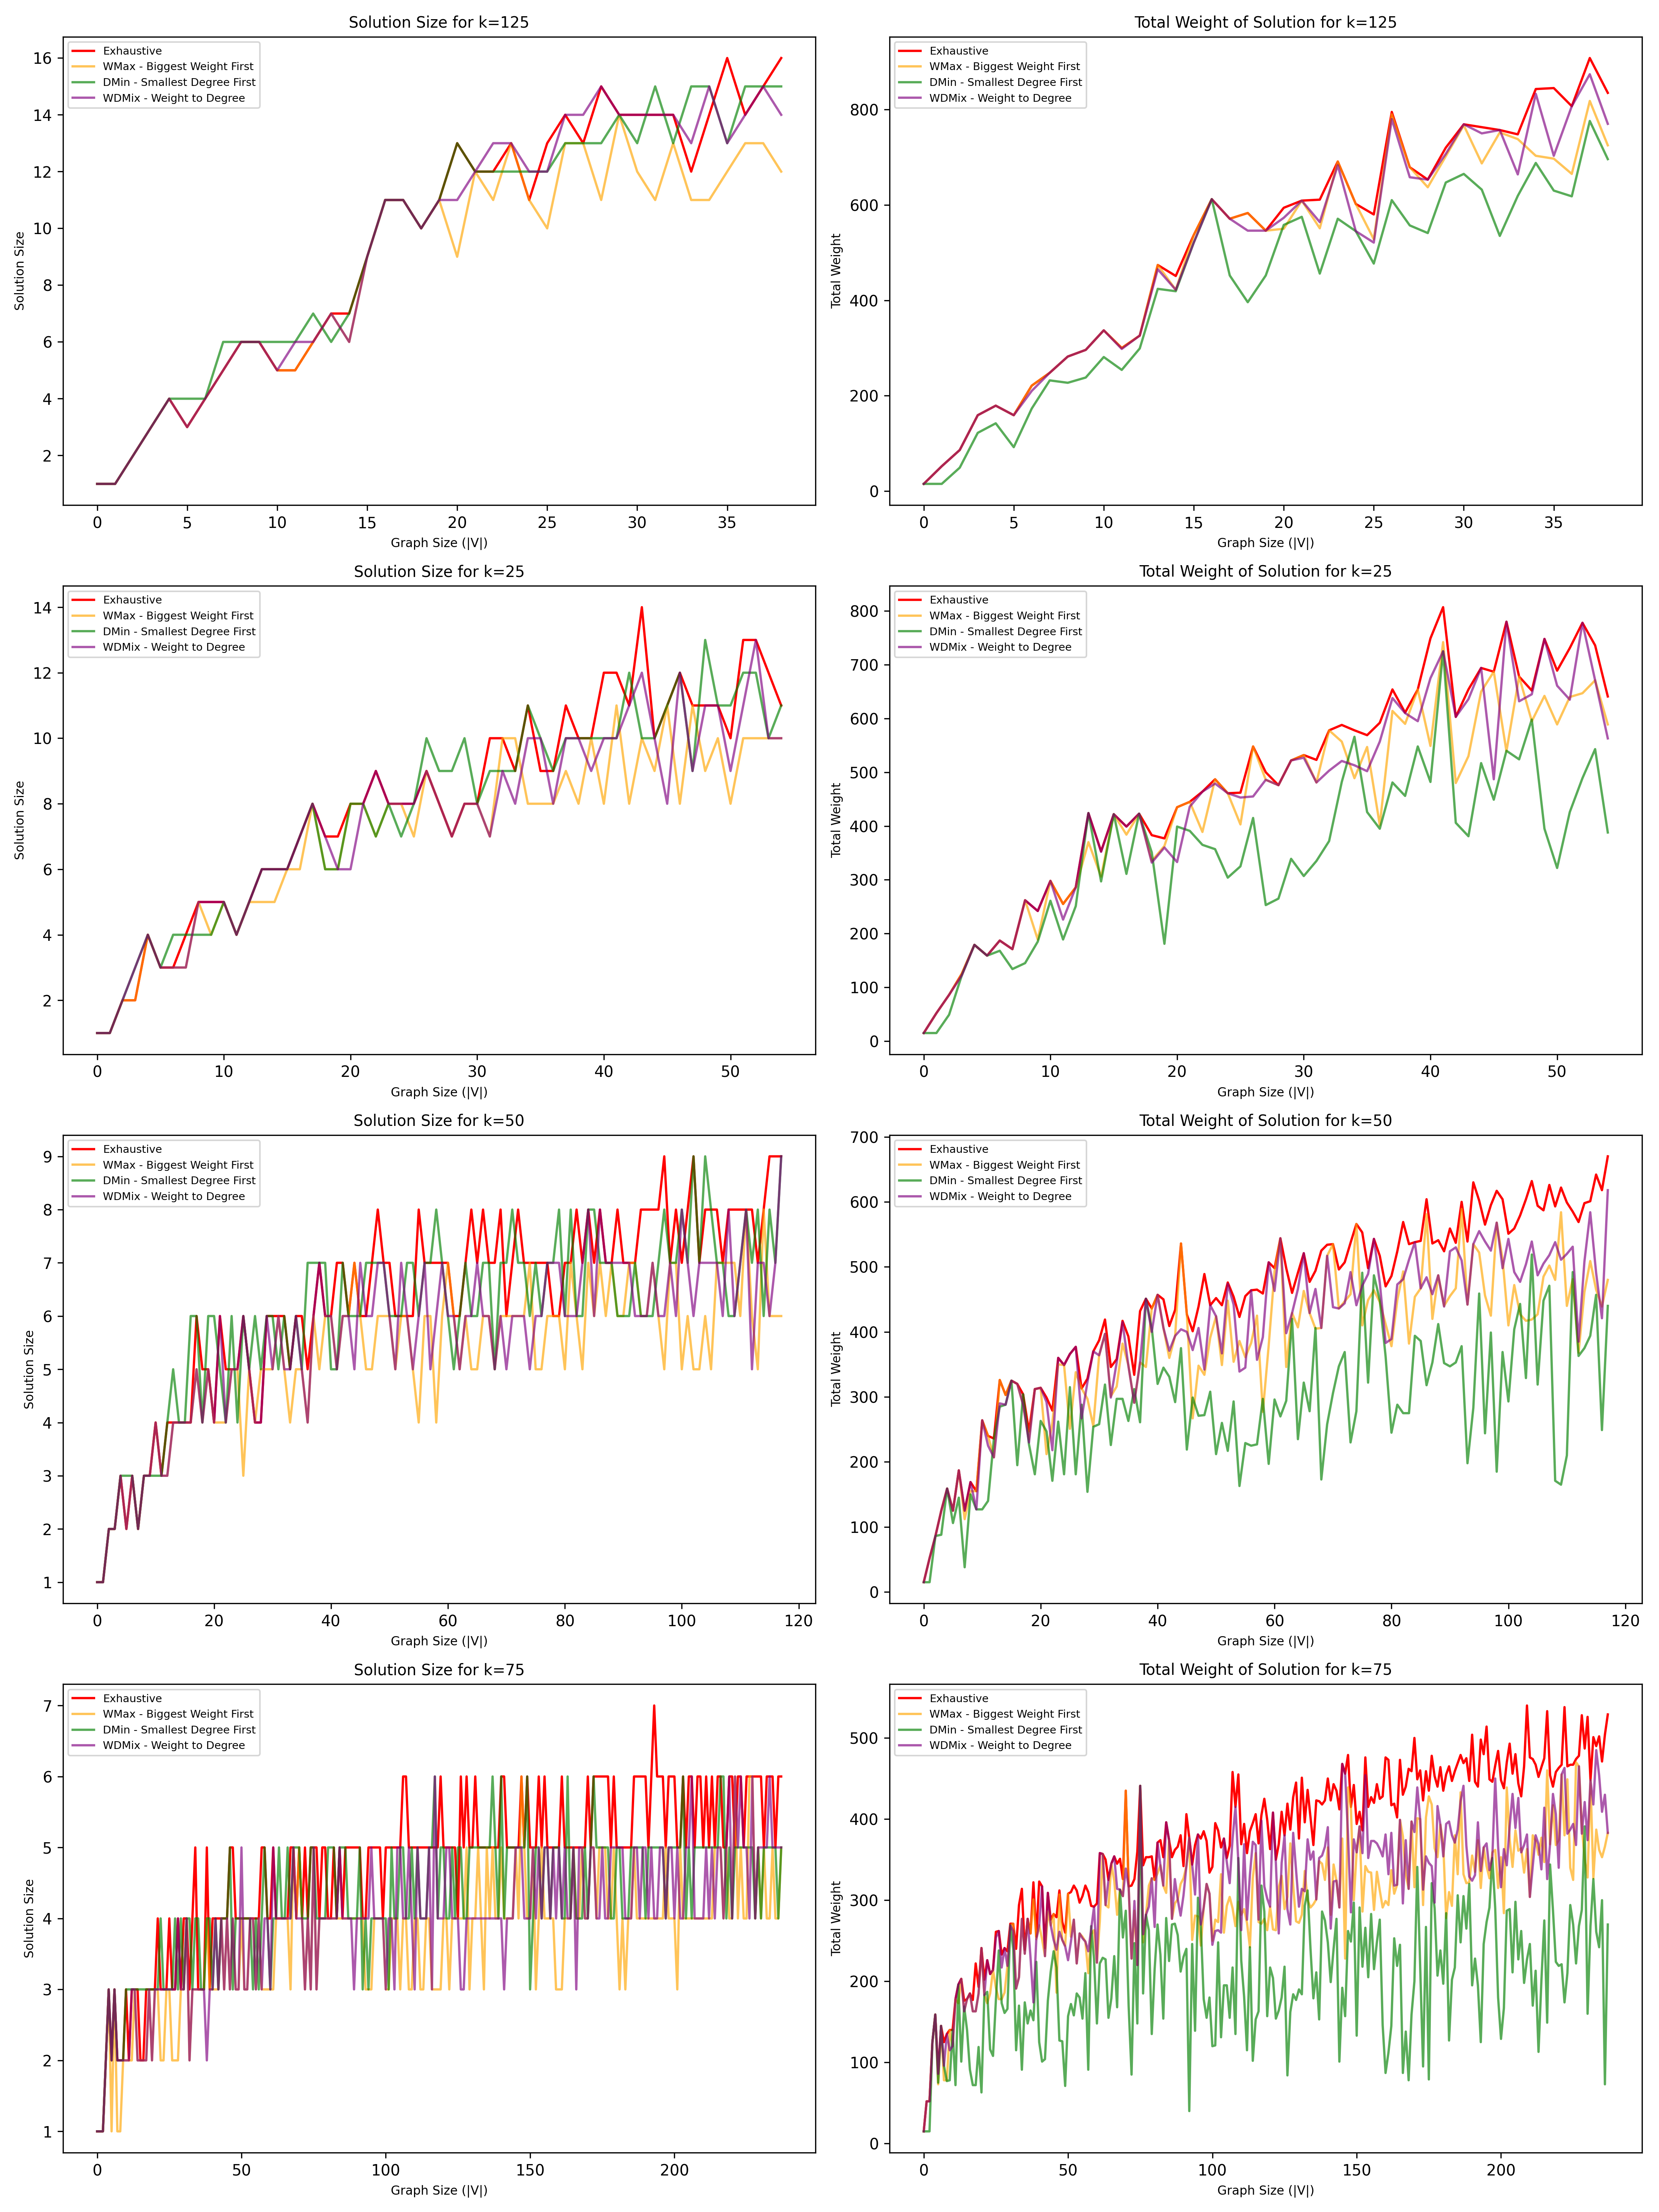 Solution Size for k=125
Solution Size
16
14
12
10
8
6
4
2
Exhaustive
WMax - Biggest Weight First
DMin - Smallest Degree First
WDMix - Weight to Degree
0 5 10 15 20 25 30 35
Graph Size (|V|)
Total Weight of Solution for k=125
Total Weight
800
600
400
200
0
Exhaustive
WMax - Biggest Weight First
DMin - Smallest Degree First
WDMix - Weight to Degree
0 5 10 15 20 25 30 35
Graph Size (|V|)
Solution Size for k=25
Solution Size
14
12
10
8
6
4
2
Exhaustive
WMax - Biggest Weight First
DMin - Smallest Degree First
WDMix - Weight to Degree
0 10 20 30 40 50
Graph Size (|V|)
Total Weight of Solution for k=25
Total Weight
800
700
600
500
400
300
200
100
0
Exhaustive
WMax - Biggest Weight First
DMin - Smallest Degree First
WDMix - Weight to Degree
0 10 20 30 40 50
Graph Size (|V|)
Solution Size for k=50
Solution Size
9
8
7
6
5
4
3
2
1
Exhaustive
WMax - Biggest Weight First
DMin - Smallest Degree First
WDMix - Weight to Degree
0 20 40 60 80 100 120
Graph Size (|V|)
Total Weight of Solution for k=50
Total Weight
700
600
500
400
300
200
100
0
Exhaustive
WMax - Biggest Weight First
DMin - Smallest Degree First
WDMix - Weight to Degree
0 20 40 60 80 100 120
Graph Size (|V|)
Solution Size for k=75
Solution Size
7
6
5
4
3
2
1
Exhaustive
WMax - Biggest Weight First
DMin - Smallest Degree First
WDMix - Weight to Degree
0 50 100 150 200
Graph Size (|V|)
Total Weight of Solution for k=75
Total Weight
500
400
300
200
100
0
Exhaustive
WMax - Biggest Weight First
DMin - Smallest Degree First
WDMix - Weight to Degree
0 50 100 150 200
Graph Size (|V|)